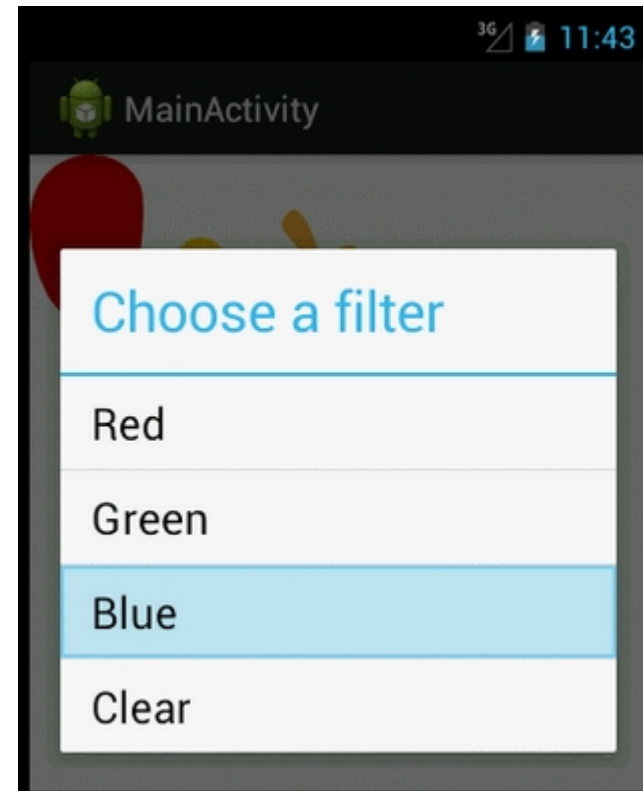 3G 11:43
MainActivity
Choose a filter
Red
Green
Blue
Clear